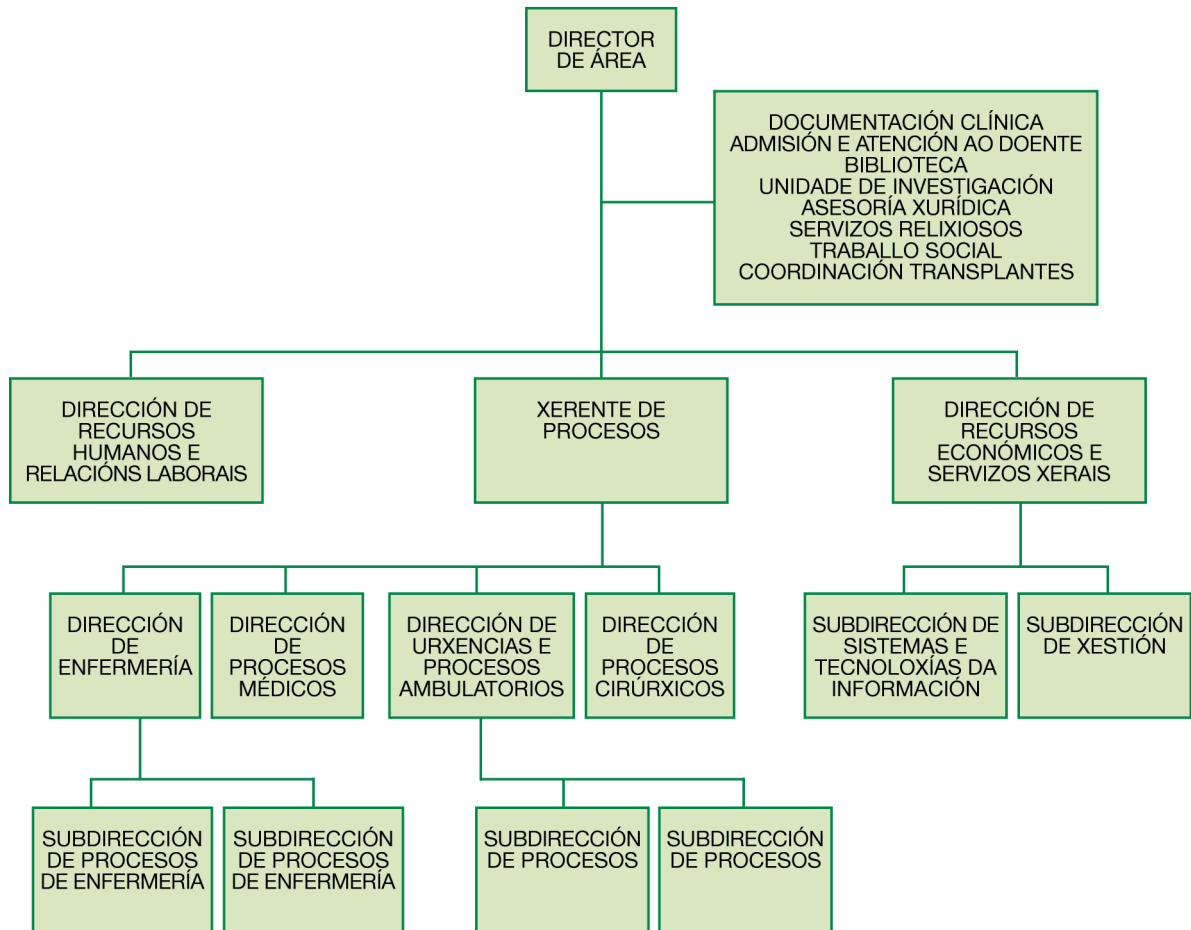 DIRECTOR
DE ÁREA
DOCUMENTACIÓN CLÍNICA
ADMISIÓN E ATENCIÓN AO DOENTE
BIBLIOTECA
UNIDADE DE INVESTIGACIÓN
ASESORÍA XURÍDICA
SERVIZOS RELIXIOSOS
TRABALLO SOCIAL
COORDINACIÓN TRANSPLANTES
DIRECCIÓN DE
RECURSOS
HUMANOS E
RELACIÓNS LABORAIS
XERENTE DE
PROCESOS
DIRECCIÓN DE
RECURSOS
ECONÓMICOS E
SERVIZOS XERAIS
DIRECCIÓN
DE
ENFERMERÍA
DIRECCIÓN
DE
PROCESOS
MÉDICOS
DIRECCIÓN DE
URXENCIAS E
PROCESOS
AMBULATORIOS
DIRECCIÓN
DE
PROCESOS
CIRÚRXICOS
SUBDIRECCIÓN DE
SISTEMAS E
TECNOLOXÍAS DA
INFORMACIÓN
SUBDIRECCIÓN
DE XESTIÓN
SUBDIRECCIÓN
DE PROCESOS
DE ENFERMERÍA
SUBDIRECCIÓN
DE PROCESOS
DE ENFERMERÍA
SUBDIRECCIÓN
DE PROCESOS
SUBDIRECCIÓN
DE PROCESOS